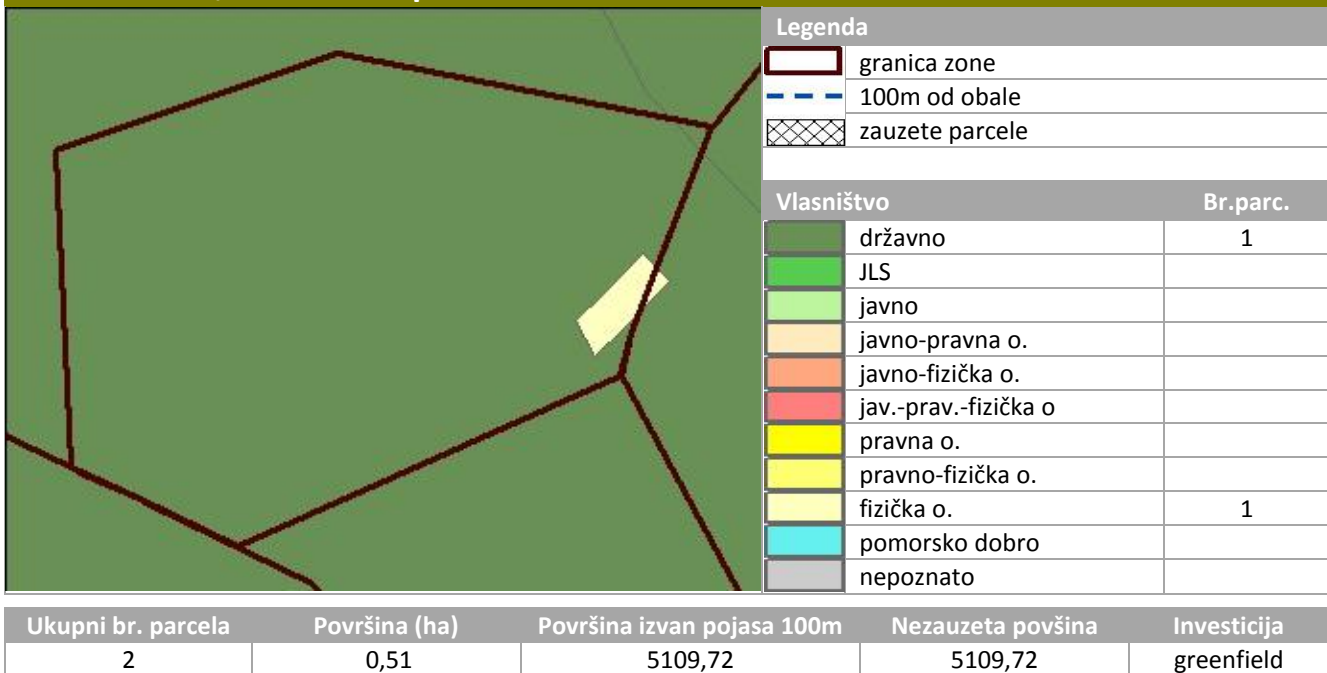 Legenda
granica zone
100m od obale
zauzete parcele
Vlasništvo Br.parc.
državno 1
JLS
javno
javno-pravna o.
javno-fizička o.
jav.-prav.-fizička o
pravna o.
pravno-fizička o.
fizička o. 1
pomorsko dobro
nepoznato
Ukupni br. parcela Površina (ha) Površina izvan pojasa 100m Nezauzeta povšina Investicija
2 0,51 5109,72 5109,72 greenfield